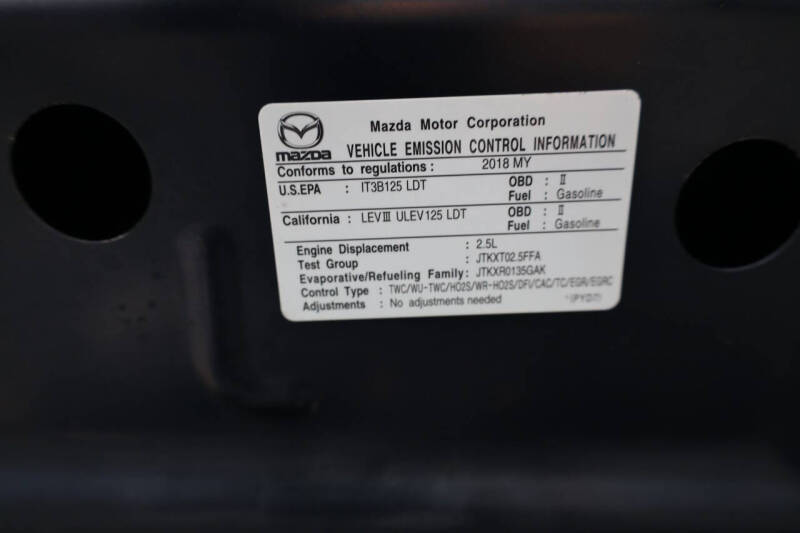 Mazda Motor Corporation
mazda VEHICLE EMISSION CONTROL INFORMATION
Conforms to regulations : 2018 MY
U.S.EPA : IT3B125 LDT OBD : II
Fuel : Gasoline
California : LEVIII ULEV125 LDT OBD : II
Fuel : Gasoline
Engine Displacement : 2.5L
Test Group : JTKXT02.5FFA
Evaporative/Refueling Family: JTKXR0135GAK
Control Type : TWC/WU-TWC/HO2S/WR-HO2S/DFI/CAC/TC/EGR/EGRC
Adjustments : No adjustments needed